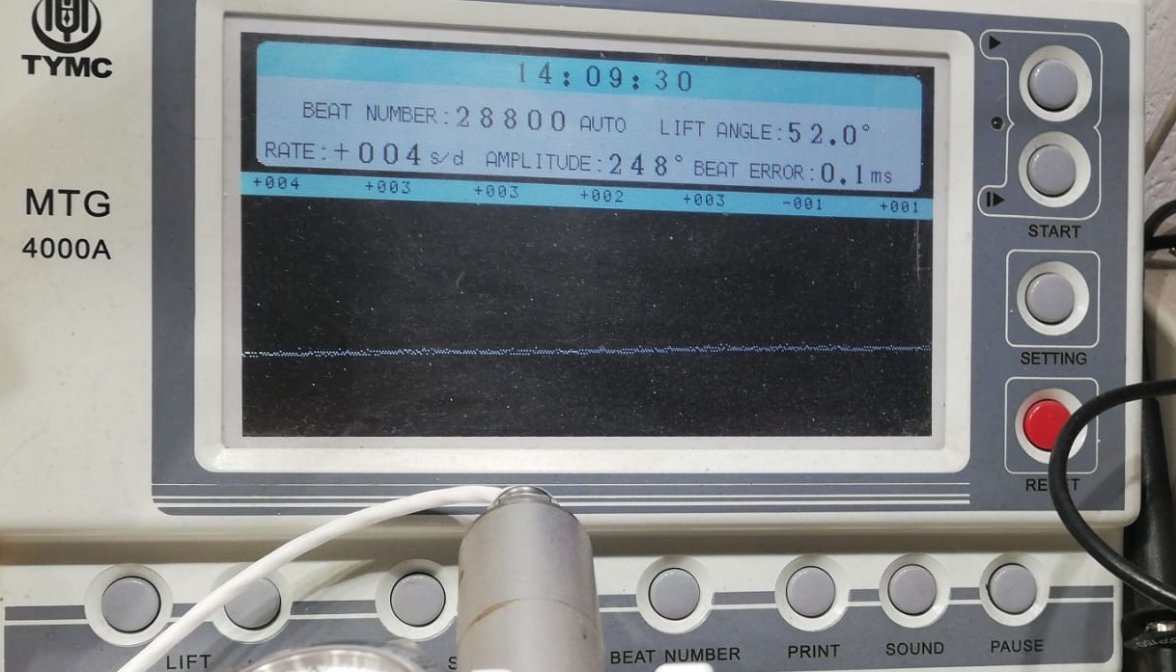 TYMC
MTG
4000A
14:09:30
BEAT NUMBER:28800 AUTO LIFT ANGLE:52.0°
RATE:+004 s/d AMPLITUDE:248° BEAT ERROR:0.1ms
+004 +003 +003 +002 +003 -001 +001
START
SETTING
LIFT
BEAT NUMBER
PRINT
SOUND
PAUSE